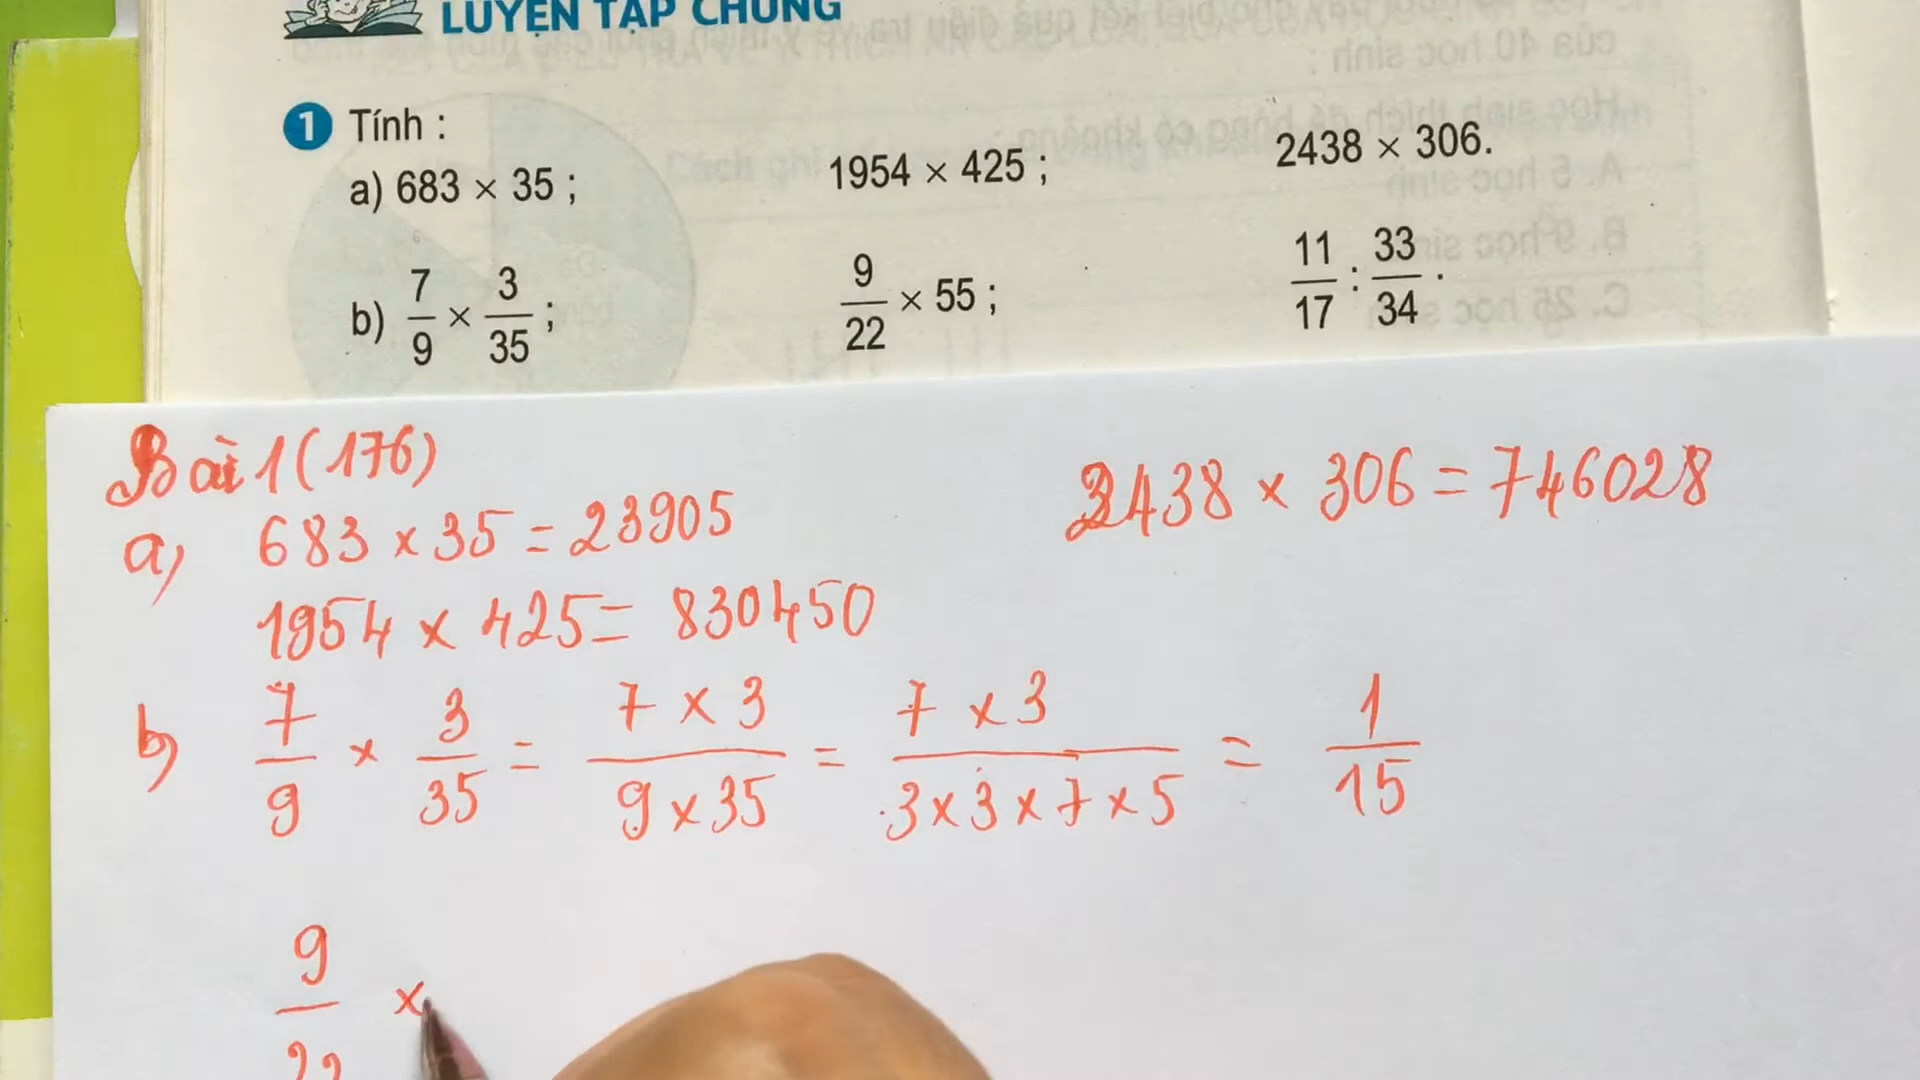 LUYỆN TẬP CHUNG
1 Tính :
a) 683 × 35 ; 1954 × 425 ; 2438 × 306.
b) 7/9 × 3/35 ; 9/22 × 55 ; 11/17 : 33/34 .
Bài 1 (176)
a) 683 × 35 = 23905
2438 × 306 = 746028
1954 × 425 = 830450
b) 7/9 × 3/35 = 7 × 3 / 9 × 35 = 7 × 3 / 3 × 3 × 7 × 5 = 1/15
9/22 ×